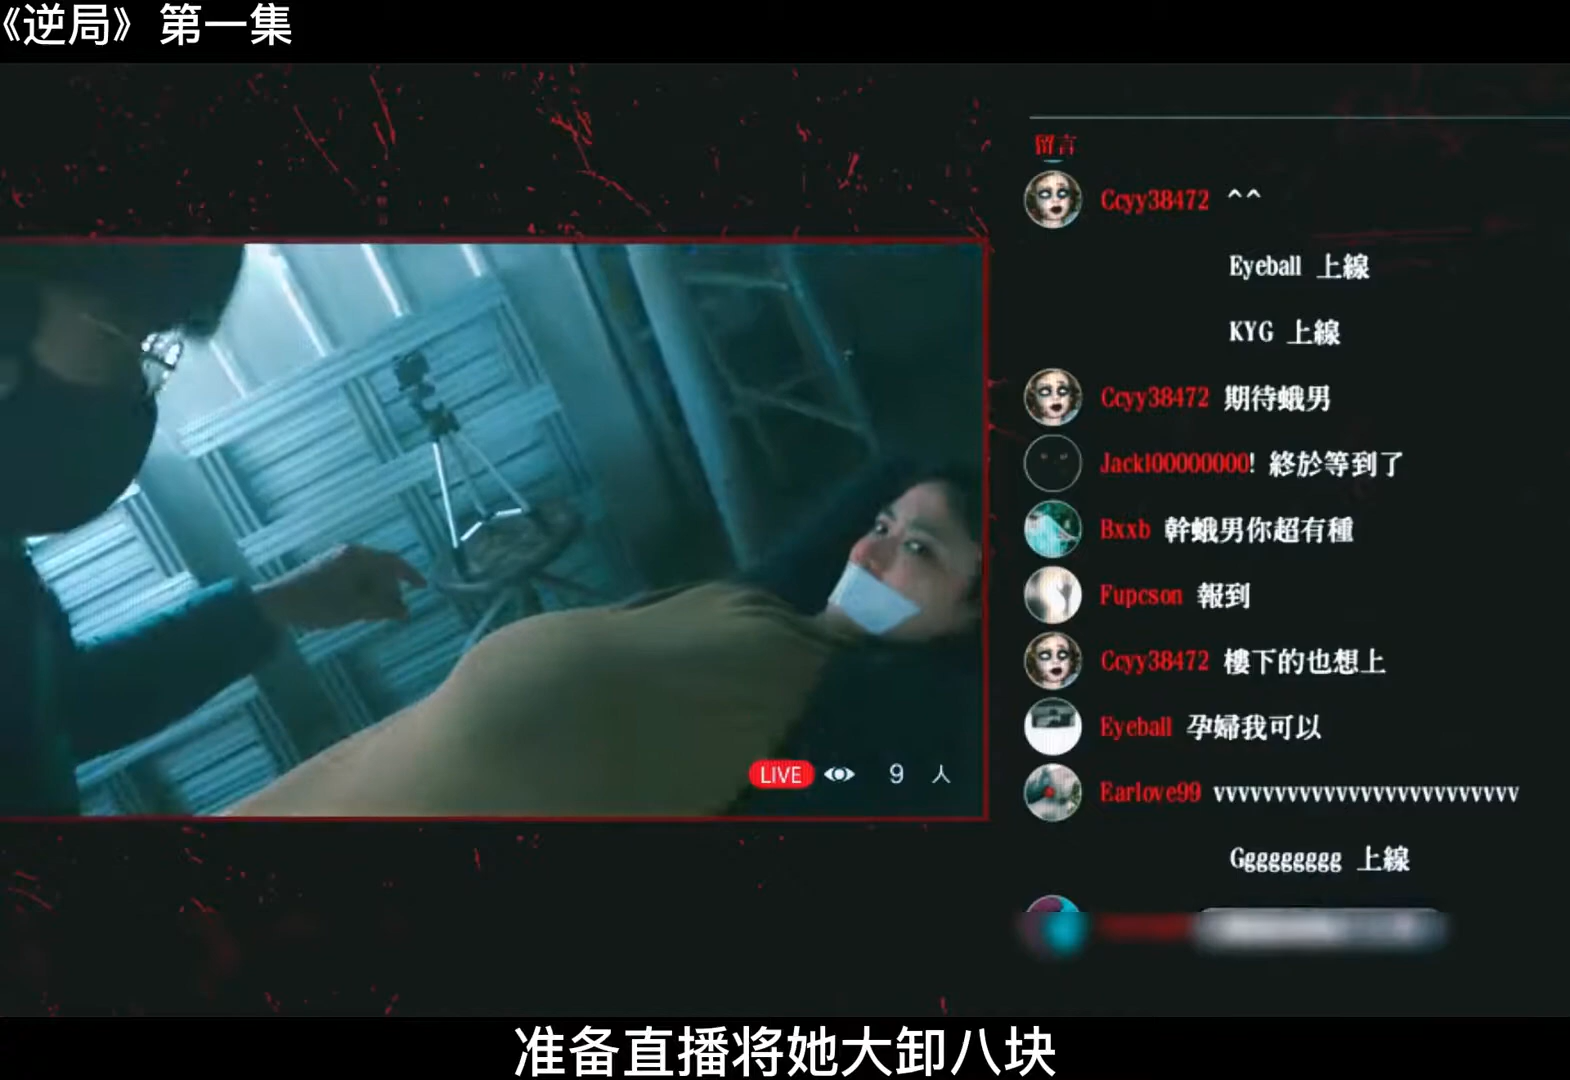 《逆局》第一集
留言
Ccyy38472 ^^
Eyeball 上線
KYG 上線
Ccyy38472 期待蛾男
Jackl00000000! 終於等到了
Bxxb 幹蛾男你超有種
Fupcson 報到
Ccyy38472 樓下的也想上
Eyeball 孕婦我可以
Earlove99 vvvvvvvvvvvvvvvvvvvvvvvvv
Gggggggggg 上線
LIVE 9 人
准备直播将她大卸八块